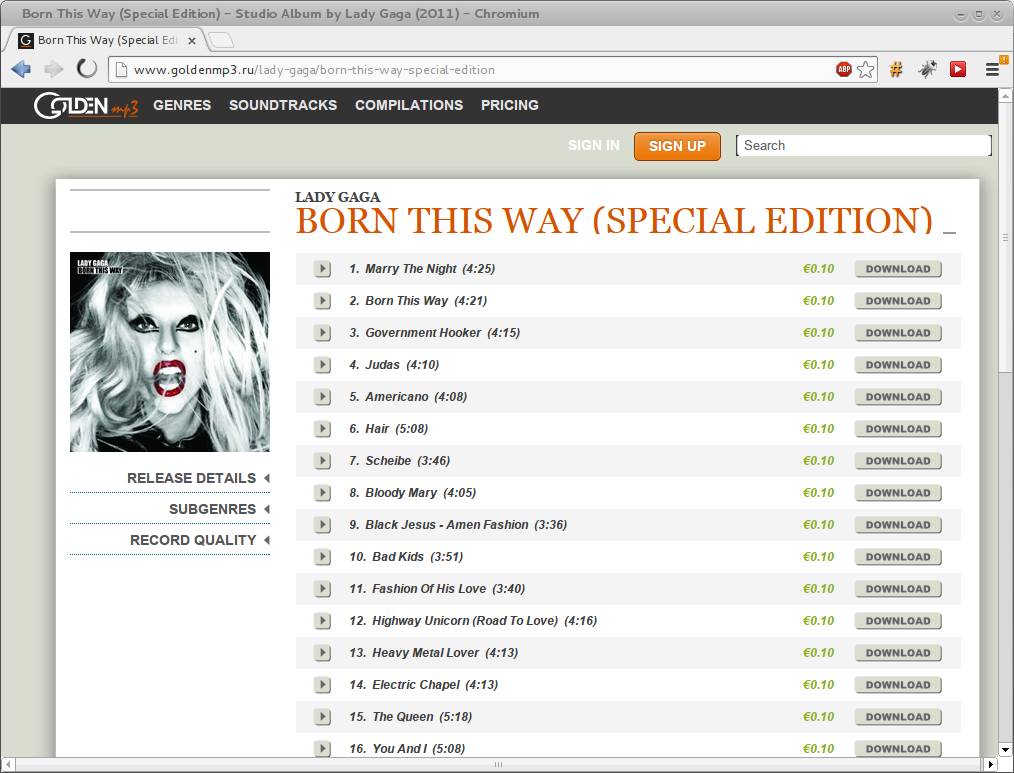 Born This Way (Special Edition) – Studio Album by Lady Gaga (2011) – Chromium
Born This Way (Special Edi
www.goldenmp3.ru/lady-gaga/born-this-way-special-edition
ABP
GOLDEN mp3 GENRES SOUNDTRACKS COMPILATIONS PRICING
SIGN IN SIGN UP Search
LADY GAGA
BORN THIS WAY (SPECIAL EDITION)
LADY GAGA
BORN THIS WAY
RELEASE DETAILS
SUBGENRES
RECORD QUALITY
1. Marry The Night (4:25) €0.10 DOWNLOAD
2. Born This Way (4:21) €0.10 DOWNLOAD
3. Government Hooker (4:15) €0.10 DOWNLOAD
4. Judas (4:10) €0.10 DOWNLOAD
5. Americano (4:08) €0.10 DOWNLOAD
6. Hair (5:08) €0.10 DOWNLOAD
7. Scheibe (3:46) €0.10 DOWNLOAD
8. Bloody Mary (4:05) €0.10 DOWNLOAD
9. Black Jesus - Amen Fashion (3:36) €0.10 DOWNLOAD
10. Bad Kids (3:51) €0.10 DOWNLOAD
11. Fashion Of His Love (3:40) €0.10 DOWNLOAD
12. Highway Unicorn (Road To Love) (4:16) €0.10 DOWNLOAD
13. Heavy Metal Lover (4:13) €0.10 DOWNLOAD
14. Electric Chapel (4:13) €0.10 DOWNLOAD
15. The Queen (5:18) €0.10 DOWNLOAD
16. You And I (5:08) €0.10 DOWNLOAD